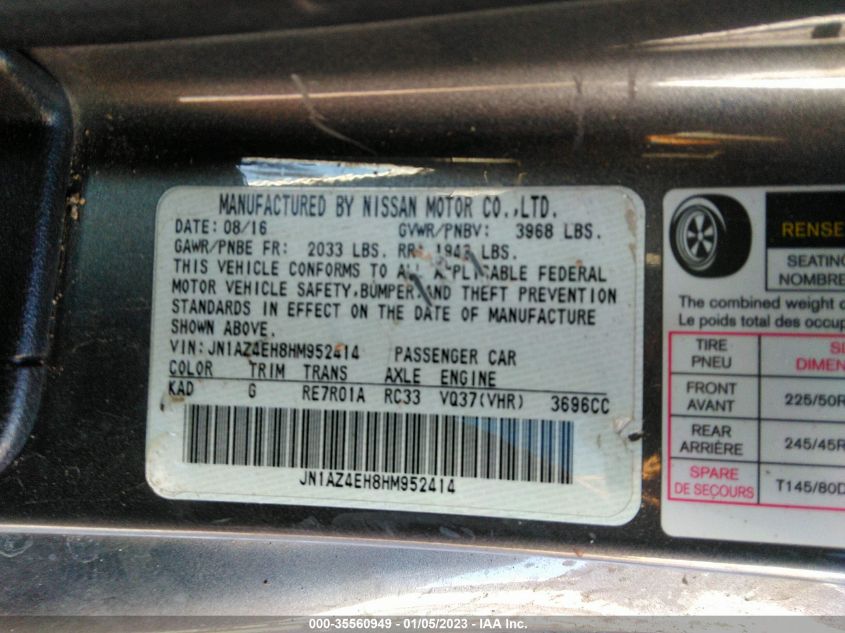 MANUFACTURED BY NISSAN MOTOR CO.,LTD.
DATE: 08/16 GVWR/PNBV: 3968 LBS.
GAWR/PNBE FR: 2033 LBS. RR: 1943 LBS.
THIS VEHICLE CONFORMS TO ALL APPLICABLE FEDERAL
MOTOR VEHICLE SAFETY,BUMPER,AND THEFT PREVENTION
STANDARDS IN EFFECT ON THE DATE OF MANUFACTURE
SHOWN ABOVE.
VIN: JN1AZ4EH8HM952414 PASSENGER CAR
COLOR TRIM TRANS AXLE ENGINE
KAD G RE7R01A RC33 VQ37(VHR) 3696CC
JN1AZ4EH8HM952414
RENSE
SEATING
NOMBRE
The combined weight o
Le poids total des occup
TIRE
PNEU
DIMEN
FRONT
AVANT
225/50R
REAR
ARRIÈRE
245/45R
SPARE
DE SECOURS
T145/80D
000-35560949 - 01/05/2023 - IAA Inc.